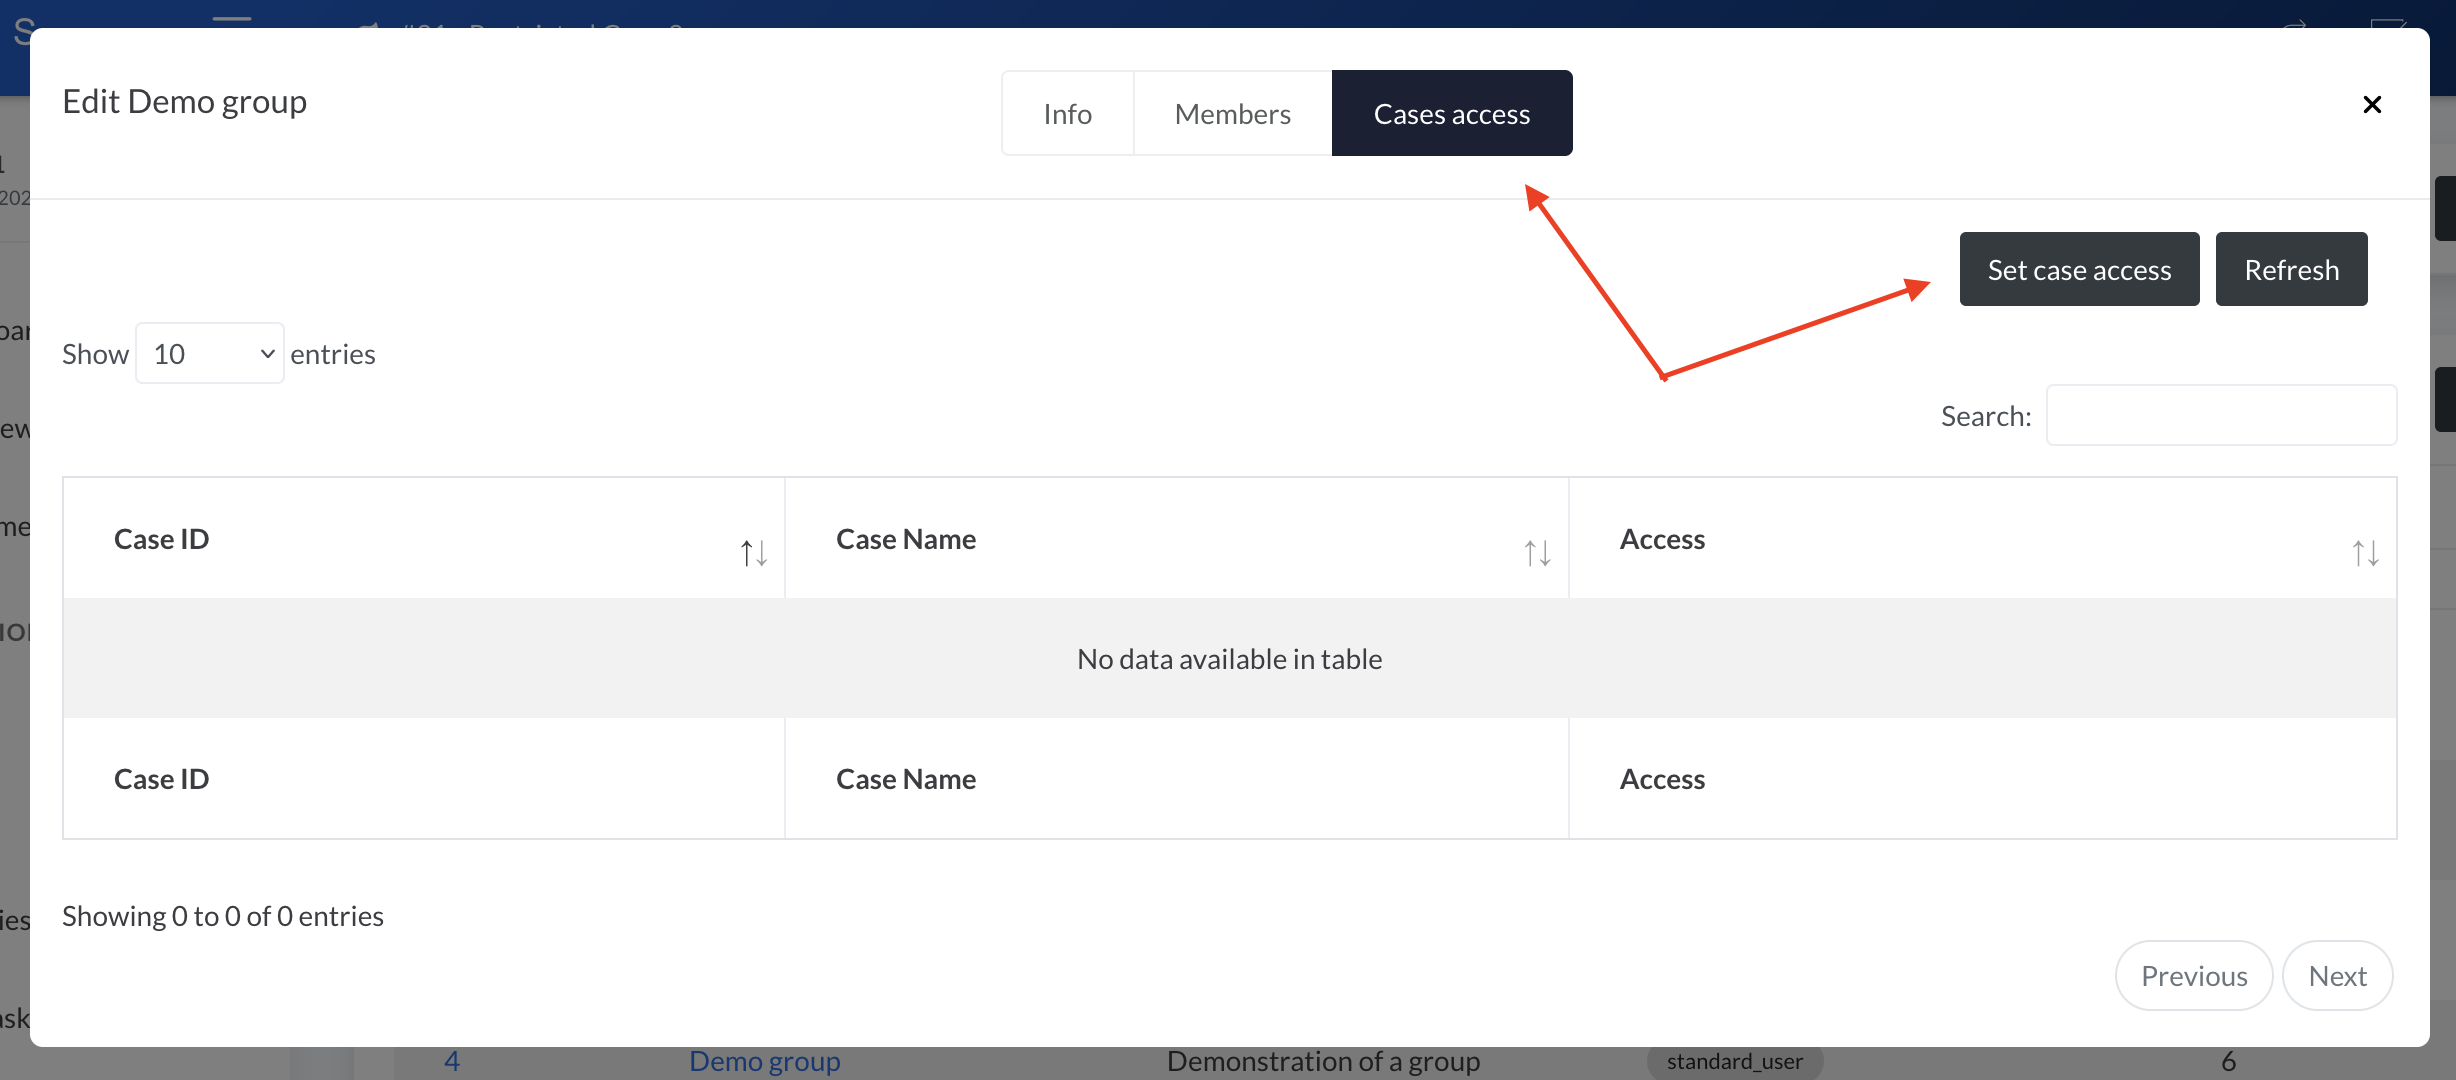 Edit Demo group
Info
Members
Cases access
Set case access
Refresh
Show 10 entries
Search:
Case ID
Case Name
Access
No data available in table
Case ID
Case Name
Access
Showing 0 to 0 of 0 entries
Previous
Next
4
Demo group
Demonstration of a group
standard_user
6